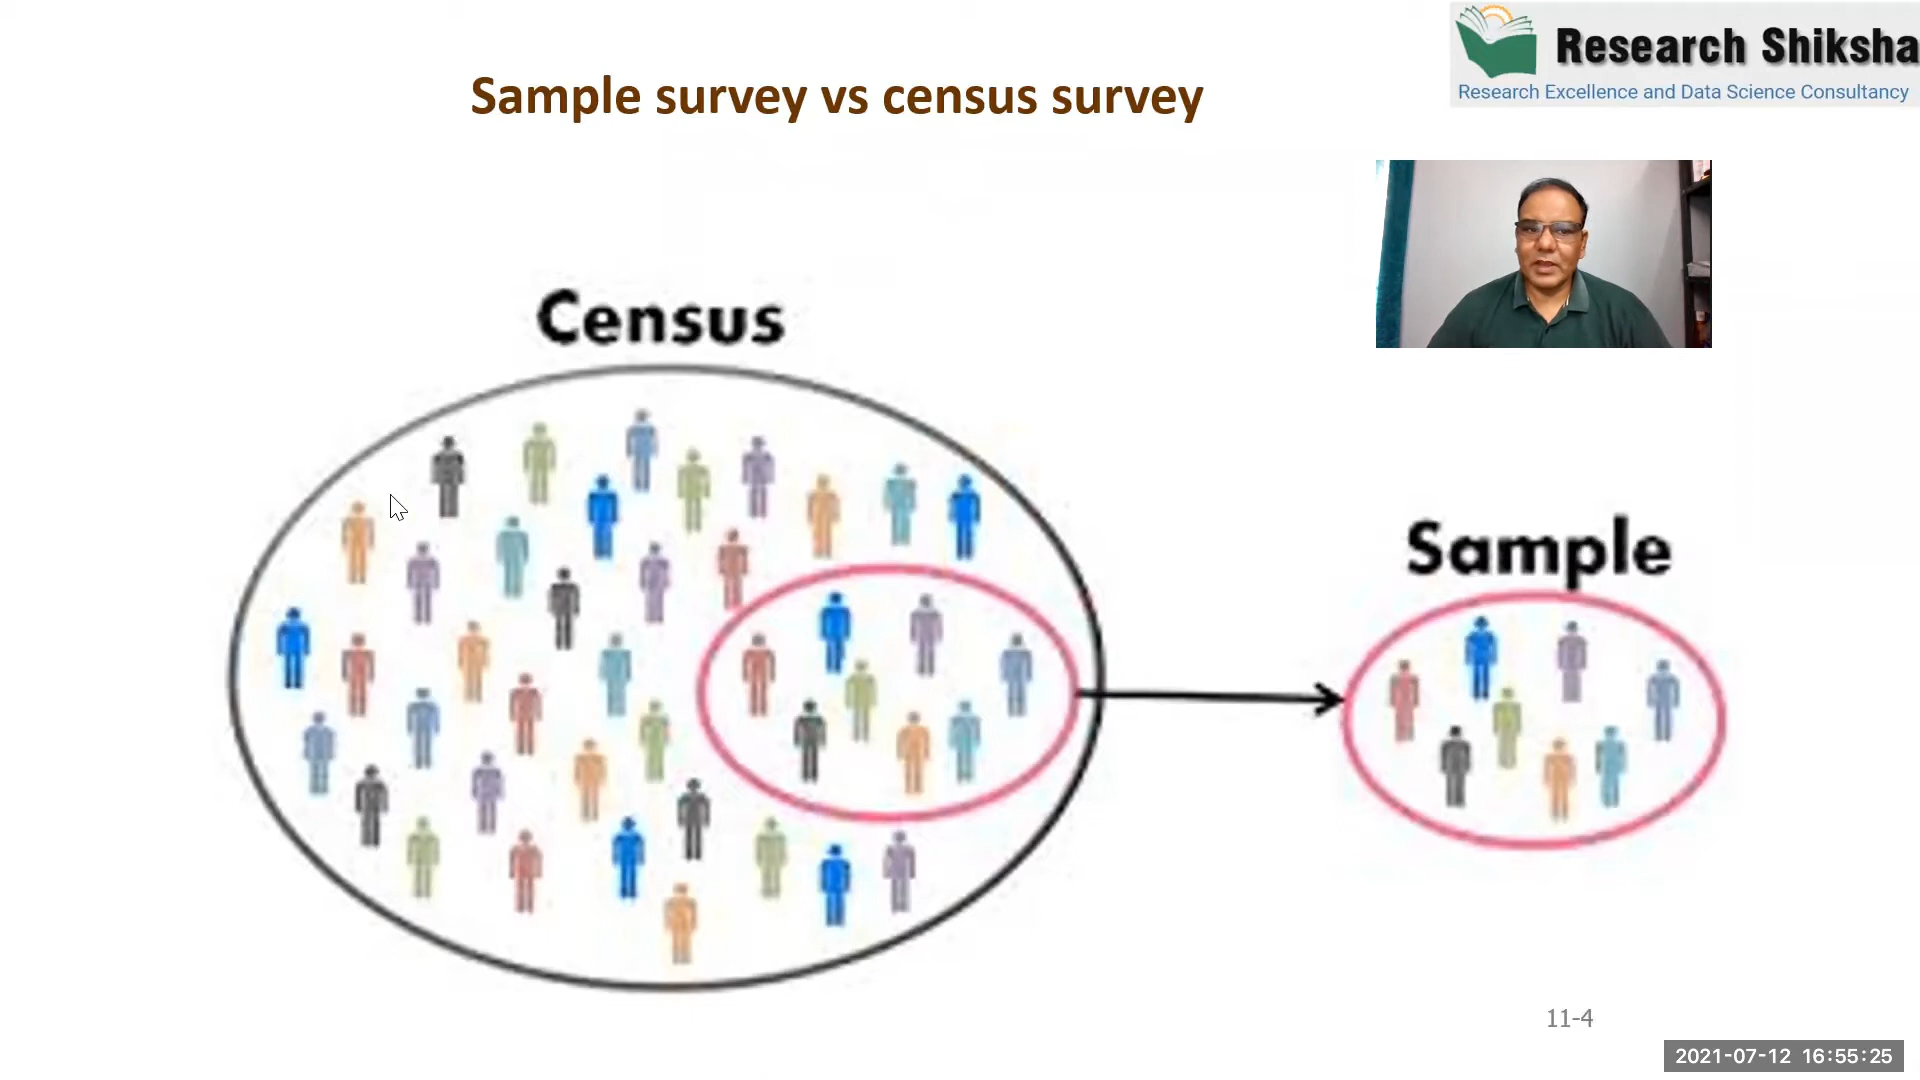 Research Shiksha
Research Excellence and Data Science Consultancy
Sample survey vs census survey
Census
Sample
11-4
2021-07-12 16:55:25